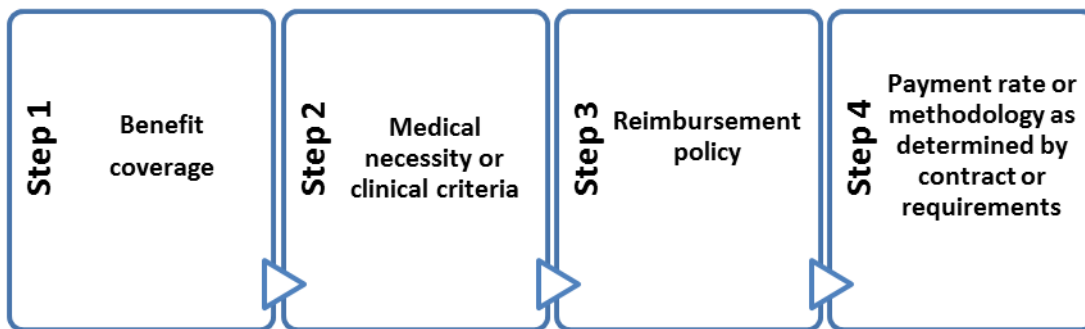 Step 1
Benefit
coverage
Step 2
Medical
necessity or
clinical criteria
Step 3
Reimbursement
policy
Step 4
Payment rate or
methodology as
determined by
contract or
requirements